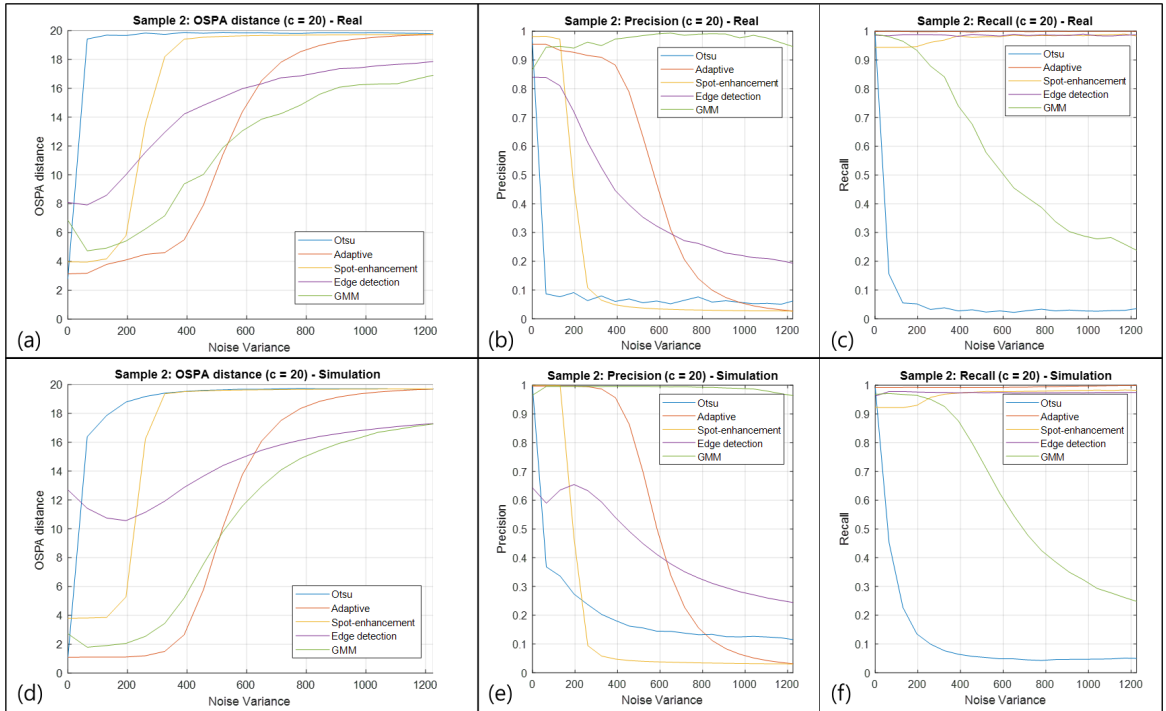 Sample 2: OSPA distance (c = 20) - Real
OSPA distance
20
18
16
14
12
10
8
6
4
2
0
0 200 400 600 800 1000 1200
Noise Variance
Otsu
Adaptive
Spot-enhancement
Edge detection
GMM
(a)
Sample 2: Precision (c = 20) - Real
Precision
1
0.9
0.8
0.7
0.6
0.5
0.4
0.3
0.2
0.1
0
0 200 400 600 800 1000 1200
Noise Variance
Otsu
Adaptive
Spot-enhancement
Edge detection
GMM
(b)
Sample 2: Recall (c = 20) - Real
Recall
1
0.9
0.8
0.7
0.6
0.5
0.4
0.3
0.2
0.1
0
0 200 400 600 800 1000 1200
Noise Variance
Otsu
Adaptive
Spot-enhancement
Edge detection
GMM
(c)
Sample 2: OSPA distance (c = 20) - Simulation
OSPA distance
20
18
16
14
12
10
8
6
4
2
0
0 200 400 600 800 1000 1200
Noise Variance
Otsu
Adaptive
Spot-enhancement
Edge detection
GMM
(d)
Sample 2: Precision (c = 20) - Simulation
Precision
1
0.9
0.8
0.7
0.6
0.5
0.4
0.3
0.2
0.1
0
0 200 400 600 800 1000 1200
Noise Variance
Otsu
Adaptive
Spot-enhancement
Edge detection
GMM
(e)
Sample 2: Recall (c = 20) - Simulation
Recall
1
0.9
0.8
0.7
0.6
0.5
0.4
0.3
0.2
0.1
0
0 200 400 600 800 1000 1200
Noise Variance
Otsu
Adaptive
Spot-enhancement
Edge detection
GMM
(f)